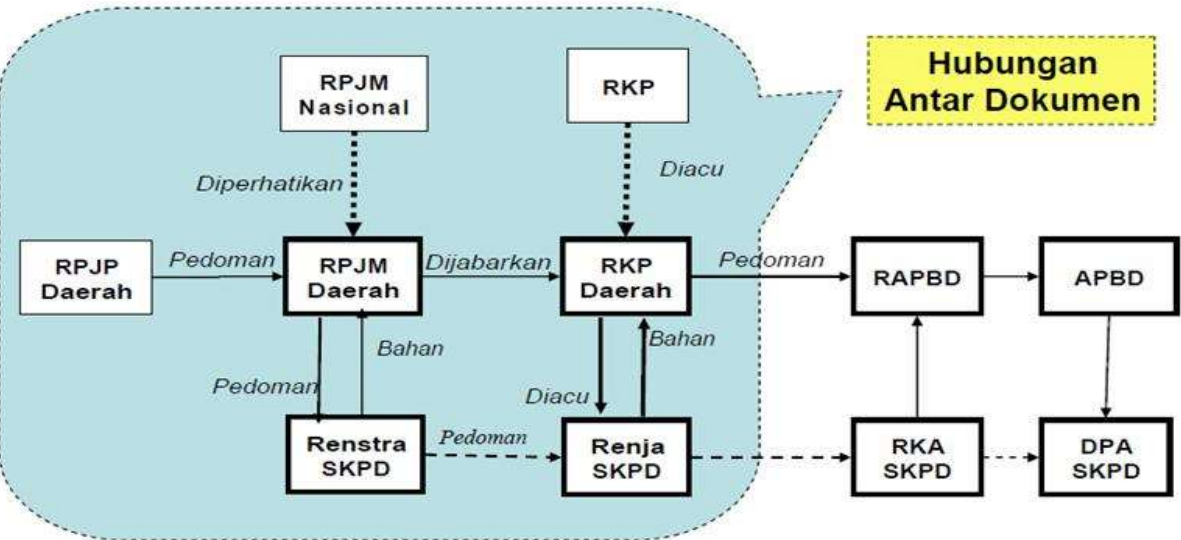 Hubungan
Antar Dokumen
RPJM
Nasional
RKP
Diperhatikan
Diacu
RPJP
Daerah
Pedoman
RPJM
Daerah
Dijabarkan
RKP
Daerah
Pedoman
RAPBD
APBD
Pedoman
Bahan
Diacu
Bahan
Renstra
SKPD
Pedoman
Renja
SKPD
RKA
SKPD
DPA
SKPD